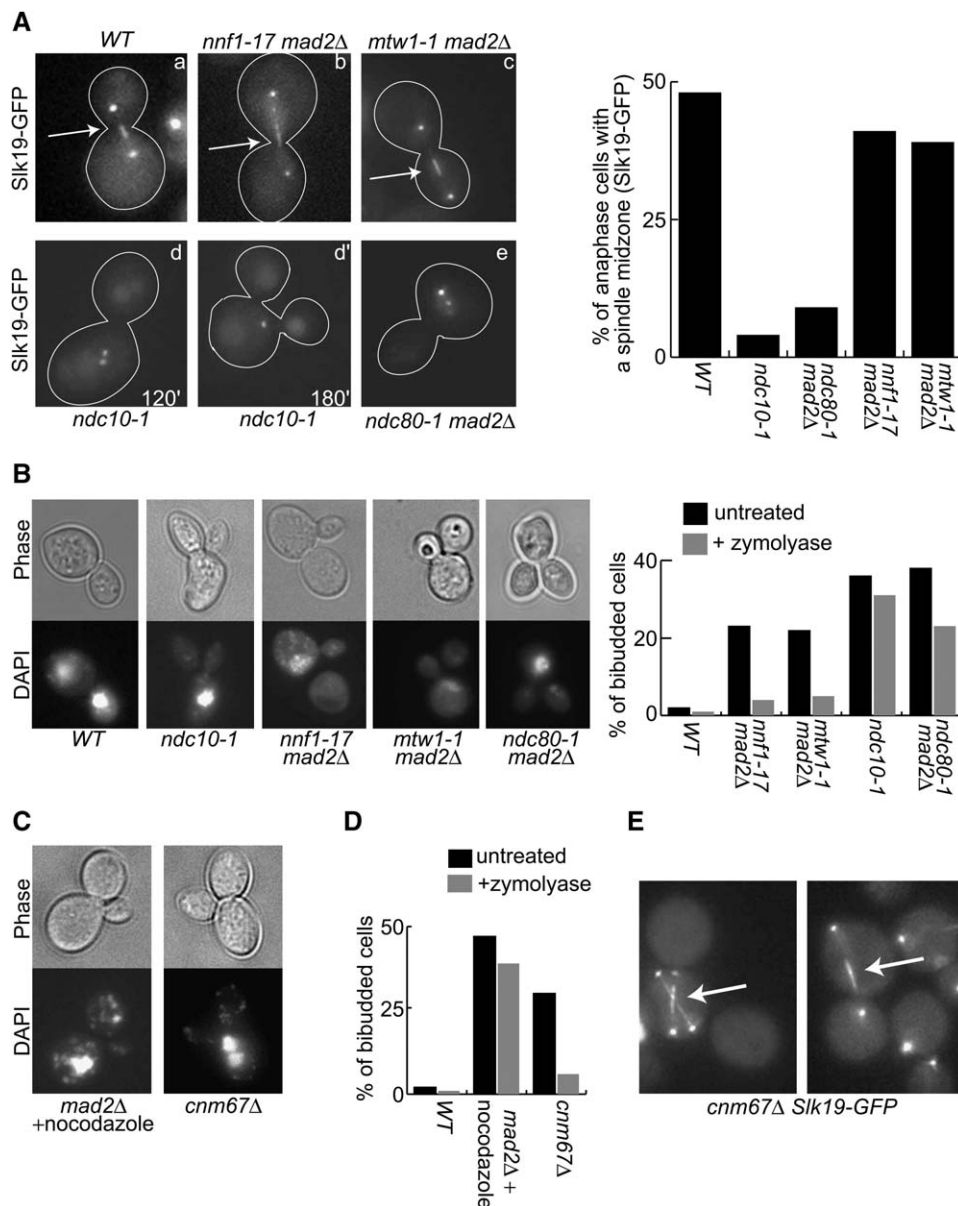 A
WT
nnf1-17 mad2Δ
mtw1-1 mad2Δ
Slk19-GFP
a
b
c
Slk19-GFP
d
d'
e
120'
180'
ndc10-1
ndc10-1
ndc80-1 mad2Δ
% of anaphase cells with
a spindle midzone (Slk19-GFP)
50
25
0
WT
ndc10-1
ndc80-1
mad2Δ
nnf1-17
mad2Δ
mtw1-1
mad2Δ
B
Phase
DAPI
WT
ndc10-1
nnf1-17
mad2Δ
mtw1-1
mad2Δ
ndc80-1
mad2Δ
untreated
+ zymolyase
% of bibudded cells
40
20
0
WT
nnf1-17
mad2Δ
mtw1-1
mad2Δ
ndc10-1
ndc80-1
mad2Δ
C
Phase
DAPI
mad2Δ
+nocodazole
cnm67Δ
D
untreated
+zymolyase
% of bibudded cells
50
25
0
WT
mad2Δ +
nocodazole
cnm67Δ
E
cnm67Δ Slk19-GFP